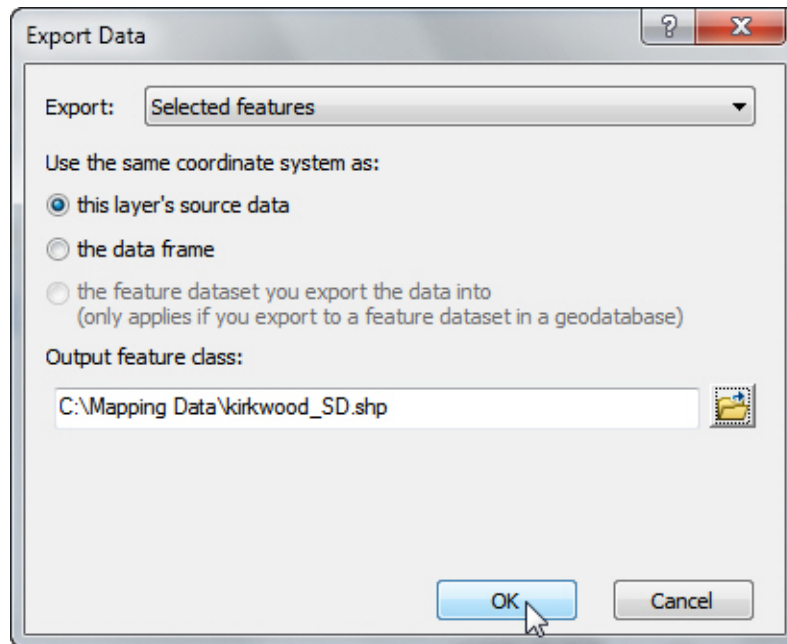 Export Data
Export: Selected features
Use the same coordinate system as:
this layer's source data
the data frame
the feature dataset you export the data into
(only applies if you export to a feature dataset in a geodatabase)
Output feature class:
C:\Mapping Data\kirkwood_SD.shp
OK Cancel